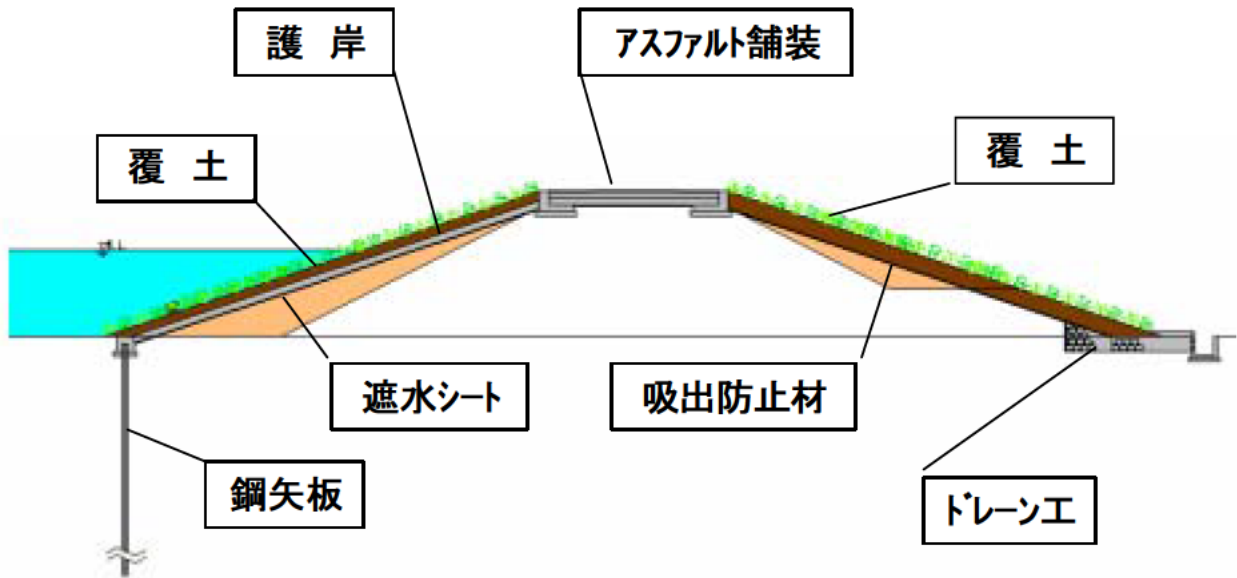 護 岸
アスファルト舗装
覆 土
覆 土
遮水シート
吸出防止材
鋼矢板
ドレーン工